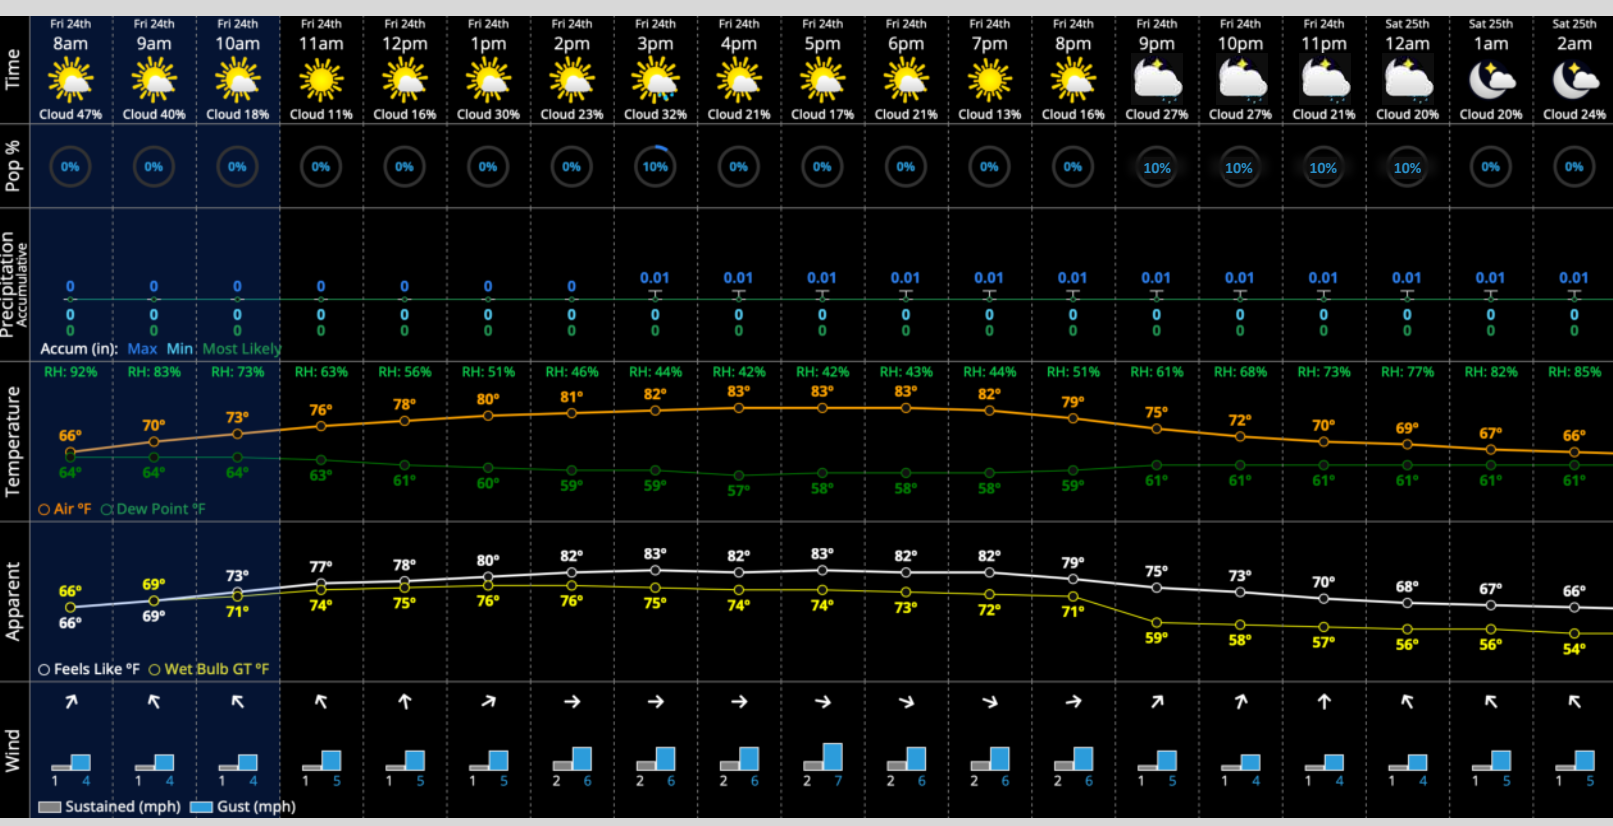 Fri 24th Fri 24th Fri 24th Fri 24th Fri 24th Fri 24th Fri 24th Fri 24th Fri 24th Fri 24th Fri 24th Fri 24th Fri 24th Fri 24th Fri 24th Fri 24th Sat 25th Sat 25th Sat 25th
Time
8am 9am 10am 11am 12pm 1pm 2pm 3pm 4pm 5pm 6pm 7pm 8pm 9pm 10pm 11pm 12am 1am 2am
Cloud 47% Cloud 40% Cloud 18% Cloud 11% Cloud 16% Cloud 30% Cloud 23% Cloud 32% Cloud 21% Cloud 17% Cloud 21% Cloud 13% Cloud 16% Cloud 27% Cloud 27% Cloud 21% Cloud 20% Cloud 20% Cloud 24%
Pop %
0% 0% 0% 0% 0% 0% 0% 10% 0% 0% 0% 0% 0% 10% 10% 10% 10% 0% 0%
Precipitation
Accumulative
0 0 0 0 0 0 0 0.01 0.01 0.01 0.01 0.01 0.01 0.01 0.01 0.01 0.01 0.01 0.01
0 0 0 0 0 0 0 0 0 0 0 0 0 0 0 0 0 0 0
0 0 0 0 0 0 0 0 0 0 0 0 0 0 0 0 0 0 0
Accum (in): Max Min Most Likely
Temperature
RH: 92% RH: 83% RH: 73% RH: 63% RH: 56% RH: 51% RH: 46% RH: 44% RH: 42% RH: 42% RH: 43% RH: 44% RH: 51% RH: 61% RH: 68% RH: 73% RH: 77% RH: 82% RH: 85%
66° 70° 73° 76° 78° 80° 81° 82° 83° 83° 83° 82° 79° 75° 72° 70° 69° 67° 66°
64° 64° 64° 63° 61° 60° 59° 59° 57° 58° 58° 58° 59° 61° 61° 61° 61° 61° 61°
Air °F Dew Point °F
Apparent
66° 69° 73° 77° 78° 80° 82° 83° 82° 83° 82° 82° 79° 75° 73° 70° 68° 67° 66°
66° 69° 71° 74° 75° 76° 76° 75° 74° 74° 73° 72° 71° 59° 58° 57° 56° 56° 54°
Feels Like °F Wet Bulb GT °F
Wind
1 4 1 4 1 4 1 5 1 5 1 5 2 6 2 6 2 6 2 7 2 6 2 6 2 6 1 5 1 4 1 4 1 4 1 5 1 5
Sustained (mph) Gust (mph)